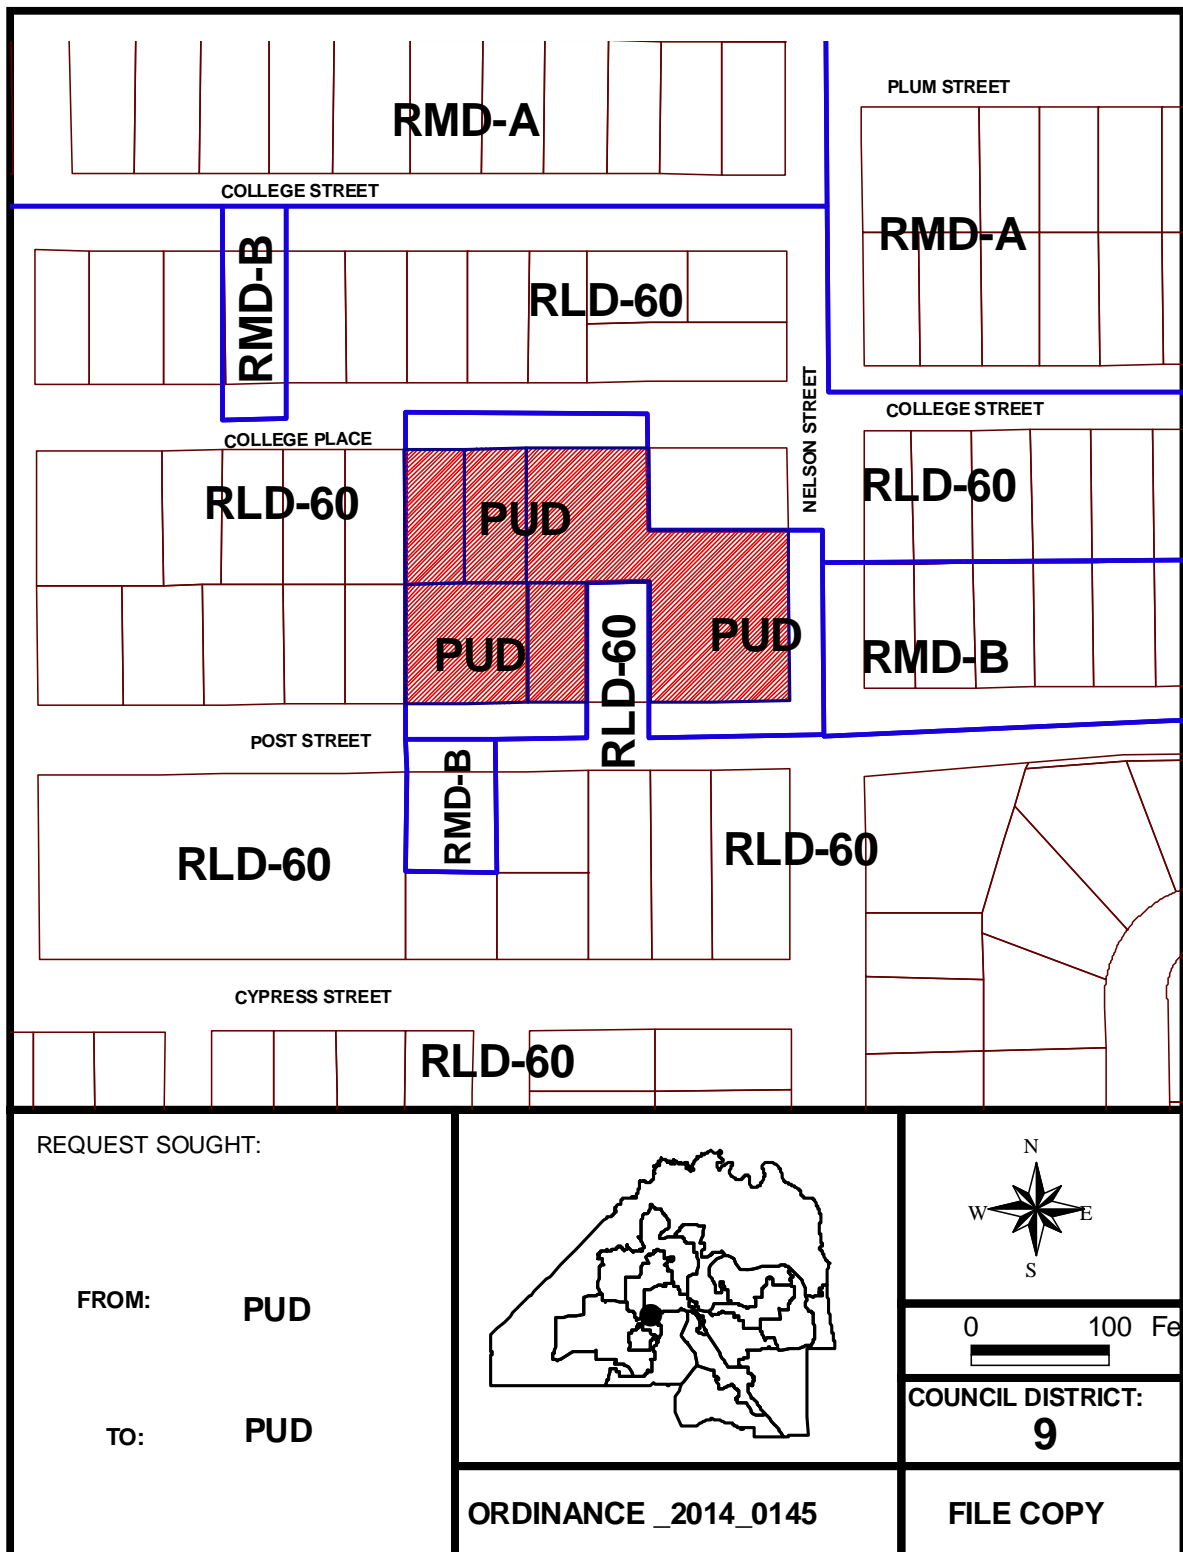 PLUM STREET
RMD-A
COLLEGE STREET
RMD-A
RMD-B
RLD-60
NELSON STREET
COLLEGE STREET
COLLEGE PLACE
RLD-60
PUD
RLD-60
PUD
RLD-60
PUD
RMD-B
POST STREET
RMD-B
RLD-60
RLD-60
CYPRESS STREET
RLD-60
REQUEST SOUGHT:
FROM: PUD
TO: PUD
N
W E
S
0 100 Fe
COUNCIL DISTRICT:
9
ORDINANCE _2014_0145
FILE COPY